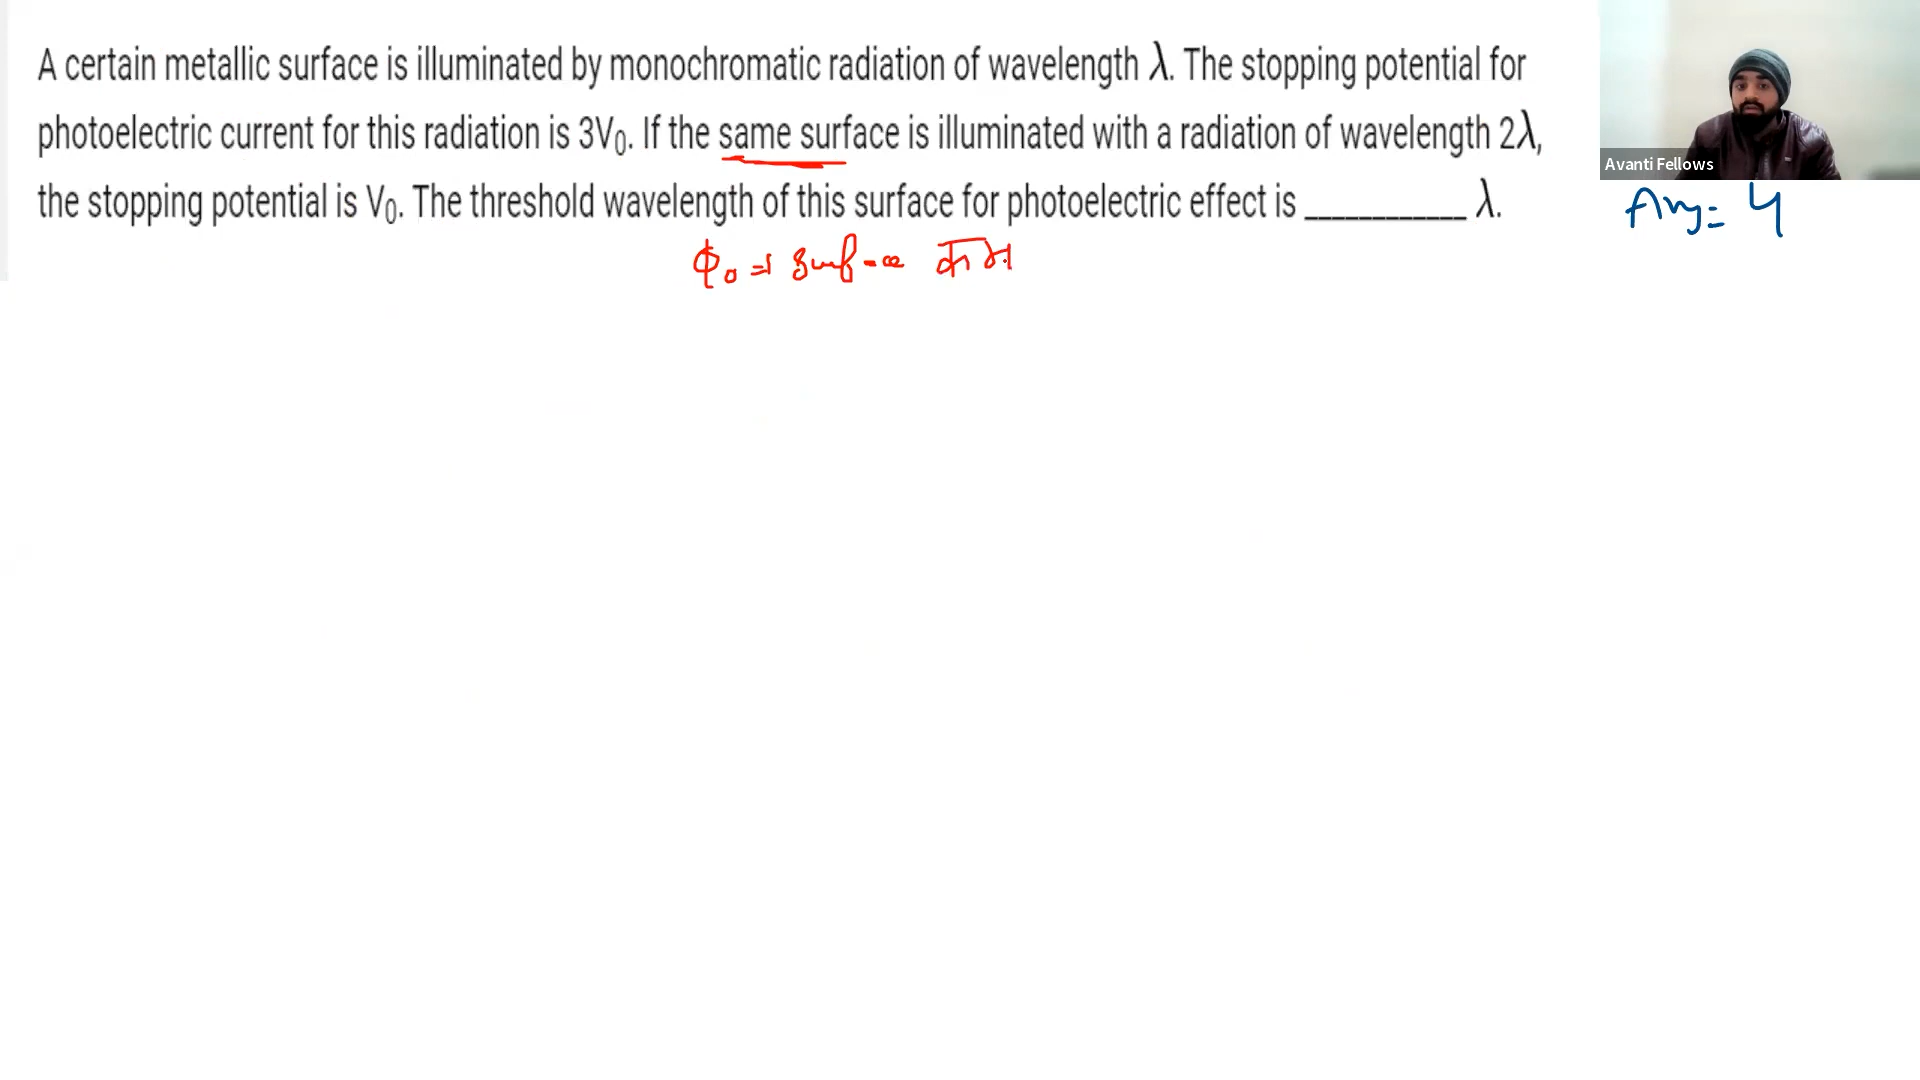 A certain metallic surface is illuminated by monochromatic radiation of wavelength λ. The stopping potential for
photoelectric current for this radiation is 3V₀. If the same surface is illuminated with a radiation of wavelength 2λ,
the stopping potential is V₀. The threshold wavelength of this surface for photoelectric effect is ____________ λ.
Avanti Fellows
Ans = 4
ϕ₀ ⇒